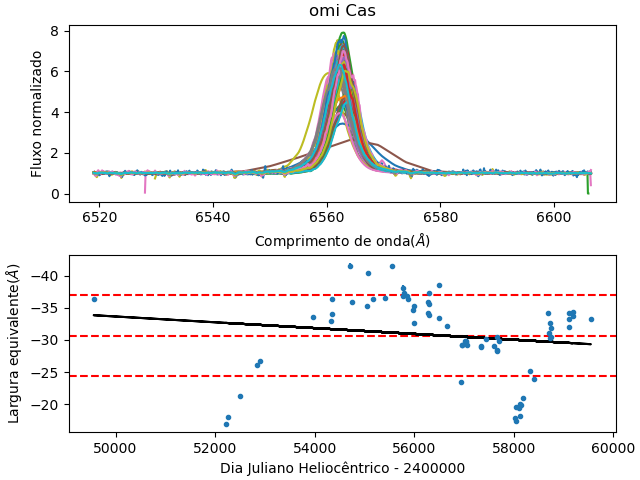 omi Cas
Fluxo normalizado
8
6
4
2
0
6520 6540 6560 6580 6600
Comprimento de onda(Å)
Largura equivalente(Å)
−40
−35
−30
−25
−20
50000 52000 54000 56000 58000 60000
Dia Juliano Heliocêntrico - 2400000